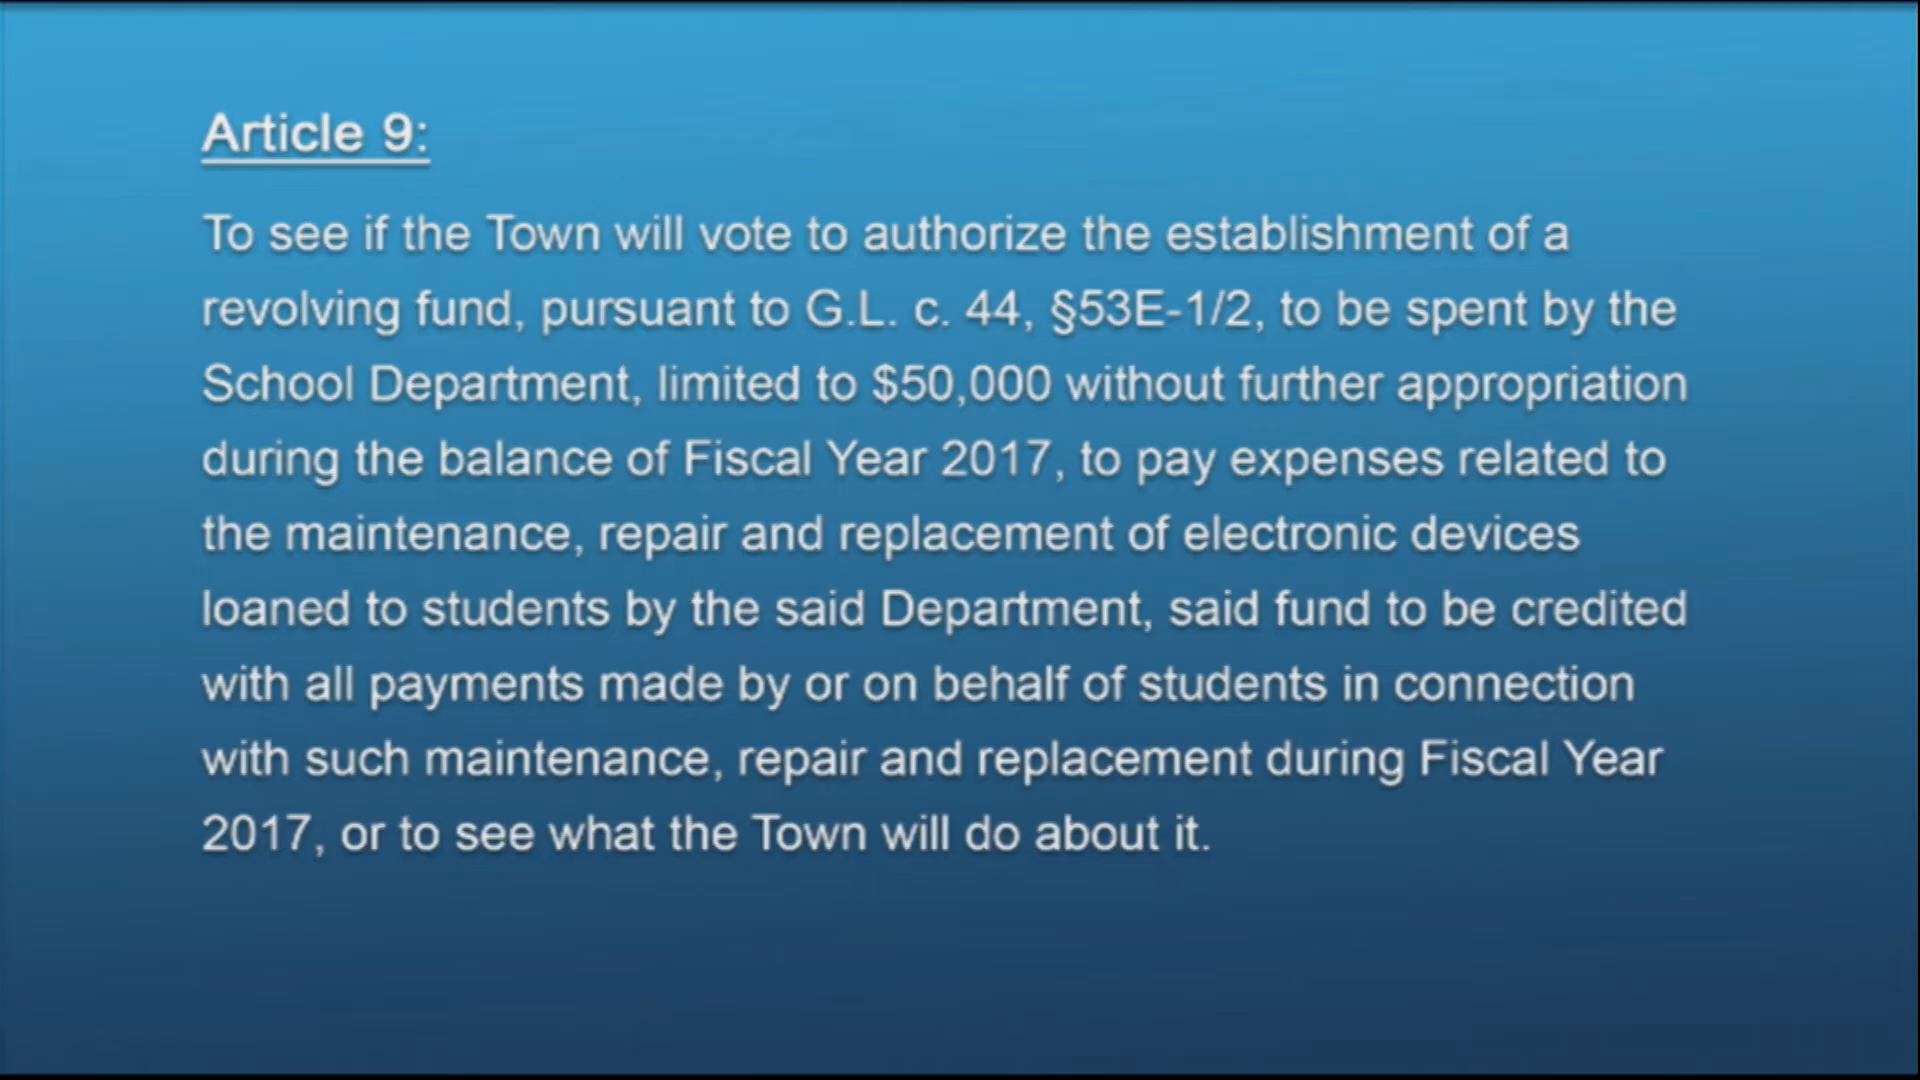 Article 9:
To see if the Town will vote to authorize the establishment of a
revolving fund, pursuant to G.L. c. 44, §53E-1/2, to be spent by the
School Department, limited to $50,000 without further appropriation
during the balance of Fiscal Year 2017, to pay expenses related to
the maintenance, repair and replacement of electronic devices
loaned to students by the said Department, said fund to be credited
with all payments made by or on behalf of students in connection
with such maintenance, repair and replacement during Fiscal Year
2017, or to see what the Town will do about it.